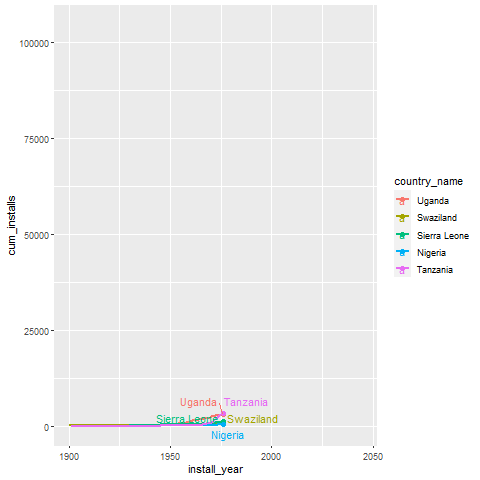 100000
75000
50000
25000
0
cum_installs
1900
1950
2000
2050
install_year
Uganda
Tanzania
Sierra Leone
Swaziland
Nigeria
country_name
a Uganda
a Swaziland
a Sierra Leone
a Nigeria
a Tanzania